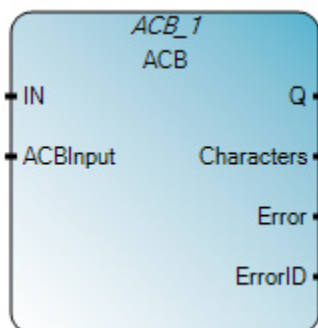 ACB_1
ACB
IN Q
ACBInput Characters
Error
ErrorID